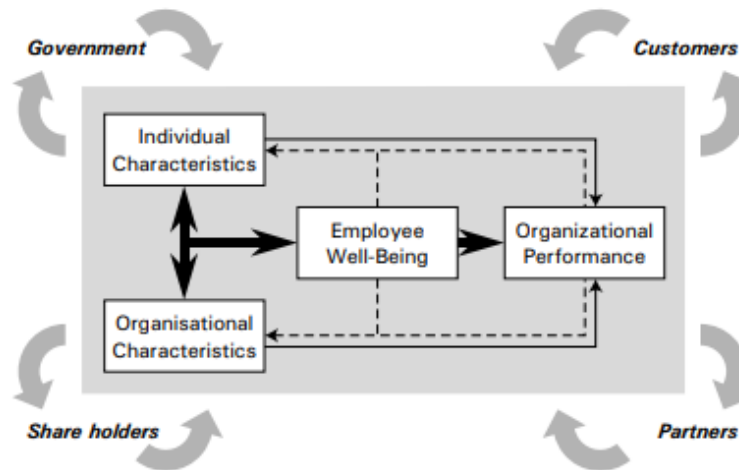 Government
Customers
Individual
Characteristics
Employee
Well-Being
Organizational
Performance
Organisational
Characteristics
Share holders
Partners